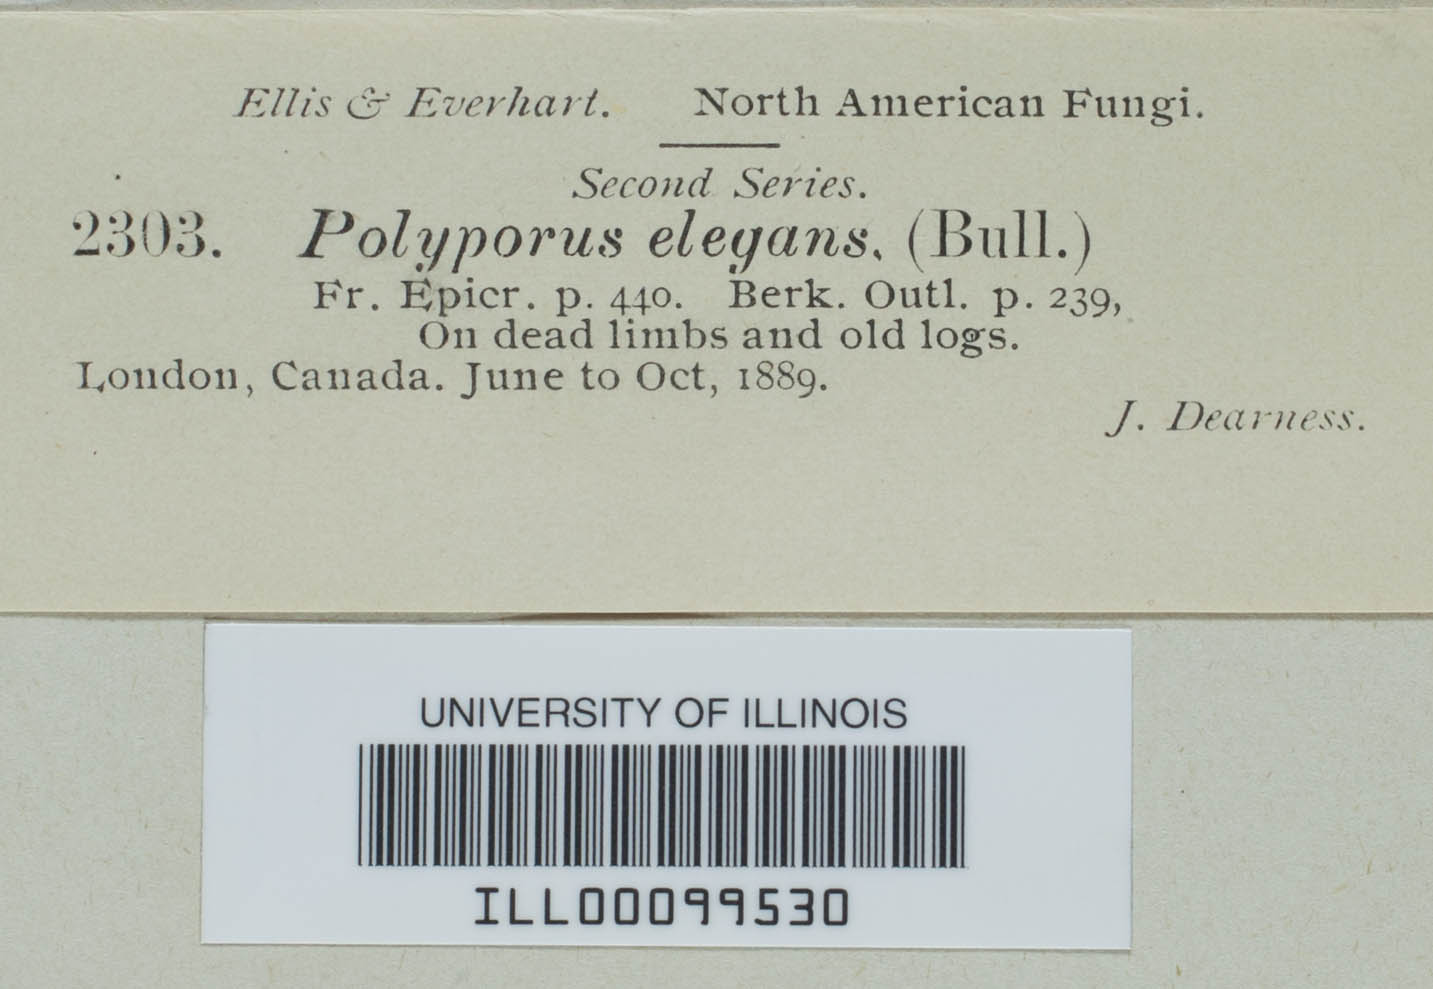 Ellis & Everhart. North American Fungi.
Second Series.
2303. Polyporus elegans, (Bull.)
Fr. Epicr. p. 440. Berk. Outl. p. 239,
On dead limbs and old logs.
London, Canada. June to Oct, 1889.
J. Dearness.
UNIVERSITY OF ILLINOIS
ILL00099530